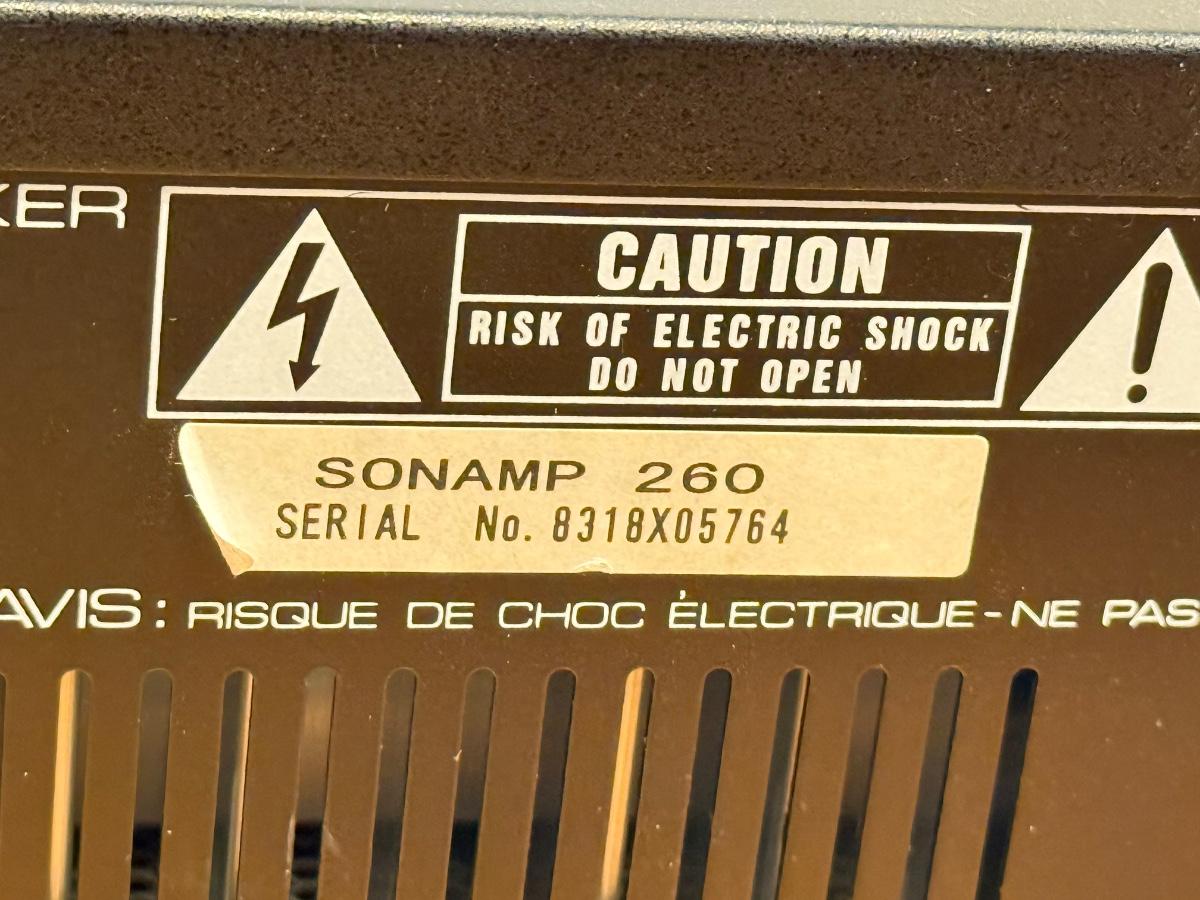 KER
CAUTION
RISK OF ELECTRIC SHOCK
DO NOT OPEN
SONAMP 260
SERIAL No. 8318X05764
AVIS: RISQUE DE CHOC ÉLECTRIQUE-NE PAS